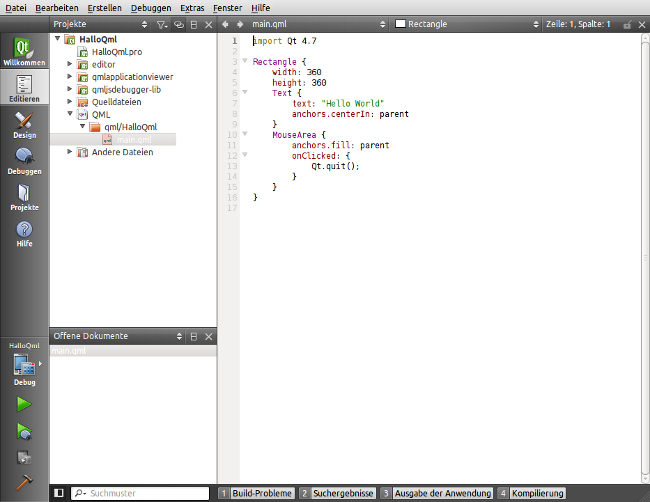 Datei Bearbeiten Erstellen Debuggen Extras Fenster Hilfe
Projekte
main.qml
Rectangle
Zeile: 1, Spalte: 1
Qt
Willkommen
Editieren
Design
Debuggen
Projekte
Hilfe
HalloQml
Debug
HalloQml
HalloQml.pro
editor
qmlapplicationviewer
qmljsdebugger-lib
Quelldateien
QML
qml/HalloQml
main.qml
Andere Dateien
Offene Dokumente
main.qml
1 import Qt 4.7
2
3 Rectangle {
4 width: 360
5 height: 360
6 Text {
7 text: "Hello World"
8 anchors.centerIn: parent
9 }
10 MouseArea {
11 anchors.fill: parent
12 onClicked: {
13 Qt.quit();
14 }
15 }
16 }
17
Suchmuster
1 Build-Probleme
2 Suchergebnisse
3 Ausgabe der Anwendung
4 Kompilierung